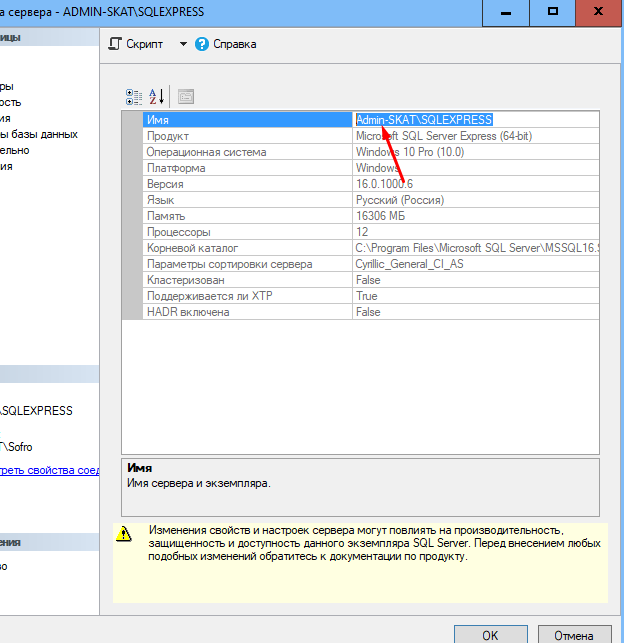 а сервера - ADMIN-SKAT\SQLEXPRESS
ицы
Скрипт Справка
ры
ость
ия
ы базы данных
ельно
ия
Имя Admin-SKAT\SQLEXPRESS
Продукт Microsoft SQL Server Express (64-bit)
Операционная система Windows 10 Pro (10.0)
Платформа Windows
Версия 16.0.1000.6
Язык Русский (Россия)
Память 16306 МБ
Процессоры 12
Корневой каталог C:\Program Files\Microsoft SQL Server\MSSQL16.
Параметры сортировки сервера Cyrillic_General_CI_AS
Кластеризован False
Поддерживается ли XTP True
HADR включена False
\SQLEXPRESS
T\Sofro
треть свойства соед
Имя
Имя сервера и экземпляра.
Изменения свойств и настроек сервера могут повлиять на производительность,
защищенность и доступность данного экземпляра SQL Server. Перед внесением любых
подобных изменений обратитесь к документации по продукту.
ения
во
OK Отмена